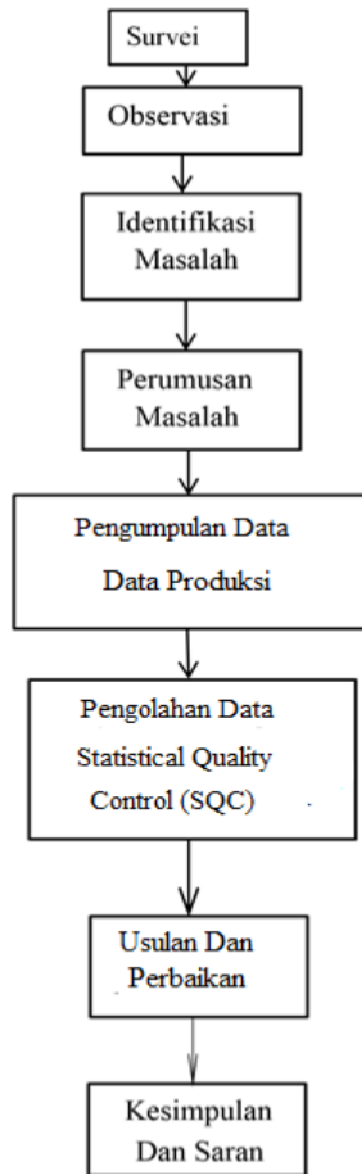 Survei
Observasi
Identifikasi
Masalah
Perumusan
Masalah
Pengumpulan Data
Data Produksi
Pengolahan Data
Statistical Quality
Control (SQC)
Usulan Dan
Perbaikan
Kesimpulan
Dan Saran